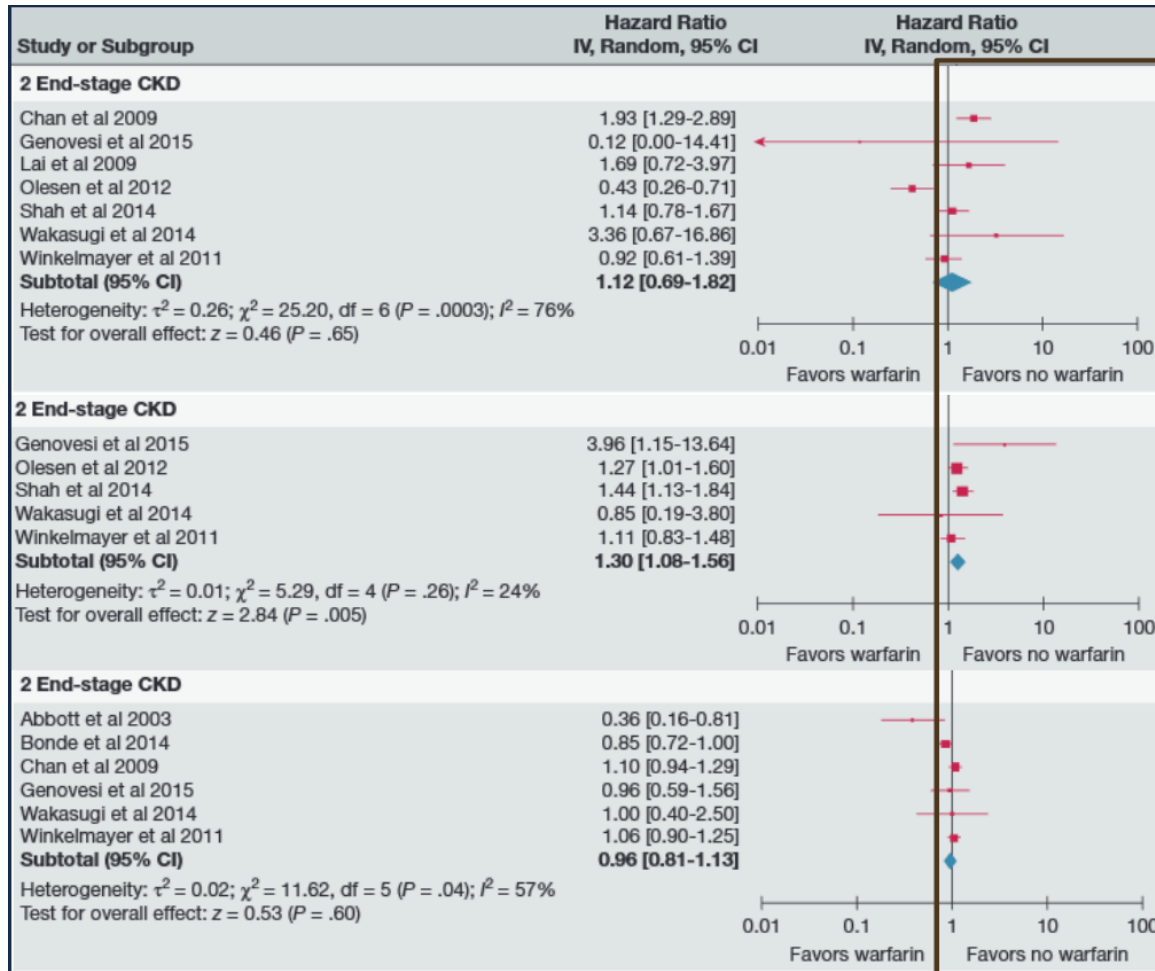 Hazard Ratio Hazard Ratio
Study or Subgroup IV, Random, 95% CI IV, Random, 95% CI
2 End-stage CKD
Chan et al 2009 1.93 [1.29-2.89]
Genovesi et al 2015 0.12 [0.00-14.41]
Lai et al 2009 1.69 [0.72-3.97]
Olesen et al 2012 0.43 [0.26-0.71]
Shah et al 2014 1.14 [0.78-1.67]
Wakasugi et al 2014 3.36 [0.67-16.86]
Winkelmayer et al 2011 0.92 [0.61-1.39]
Subtotal (95% CI) 1.12 [0.69-1.82]
Heterogeneity: τ² = 0.26; χ² = 25.20, df = 6 (P = .0003); I² = 76%
Test for overall effect: z = 0.46 (P = .65)
0.01 0.1 1 10 100
Favors warfarin Favors no warfarin
2 End-stage CKD
Genovesi et al 2015 3.96 [1.15-13.64]
Olesen et al 2012 1.27 [1.01-1.60]
Shah et al 2014 1.44 [1.13-1.84]
Wakasugi et al 2014 0.85 [0.19-3.80]
Winkelmayer et al 2011 1.11 [0.83-1.48]
Subtotal (95% CI) 1.30 [1.08-1.56]
Heterogeneity: τ² = 0.01; χ² = 5.29, df = 4 (P = .26); I² = 24%
Test for overall effect: z = 2.84 (P = .005)
0.01 0.1 1 10 100
Favors warfarin Favors no warfarin
2 End-stage CKD
Abbott et al 2003 0.36 [0.16-0.81]
Bonde et al 2014 0.85 [0.72-1.00]
Chan et al 2009 1.10 [0.94-1.29]
Genovesi et al 2015 0.96 [0.59-1.56]
Wakasugi et al 2014 1.00 [0.40-2.50]
Winkelmayer et al 2011 1.06 [0.90-1.25]
Subtotal (95% CI) 0.96 [0.81-1.13]
Heterogeneity: τ² = 0.02; χ² = 11.62, df = 5 (P = .04); I² = 57%
Test for overall effect: z = 0.53 (P = .60)
0.01 0.1 1 10 100
Favors warfarin Favors no warfarin